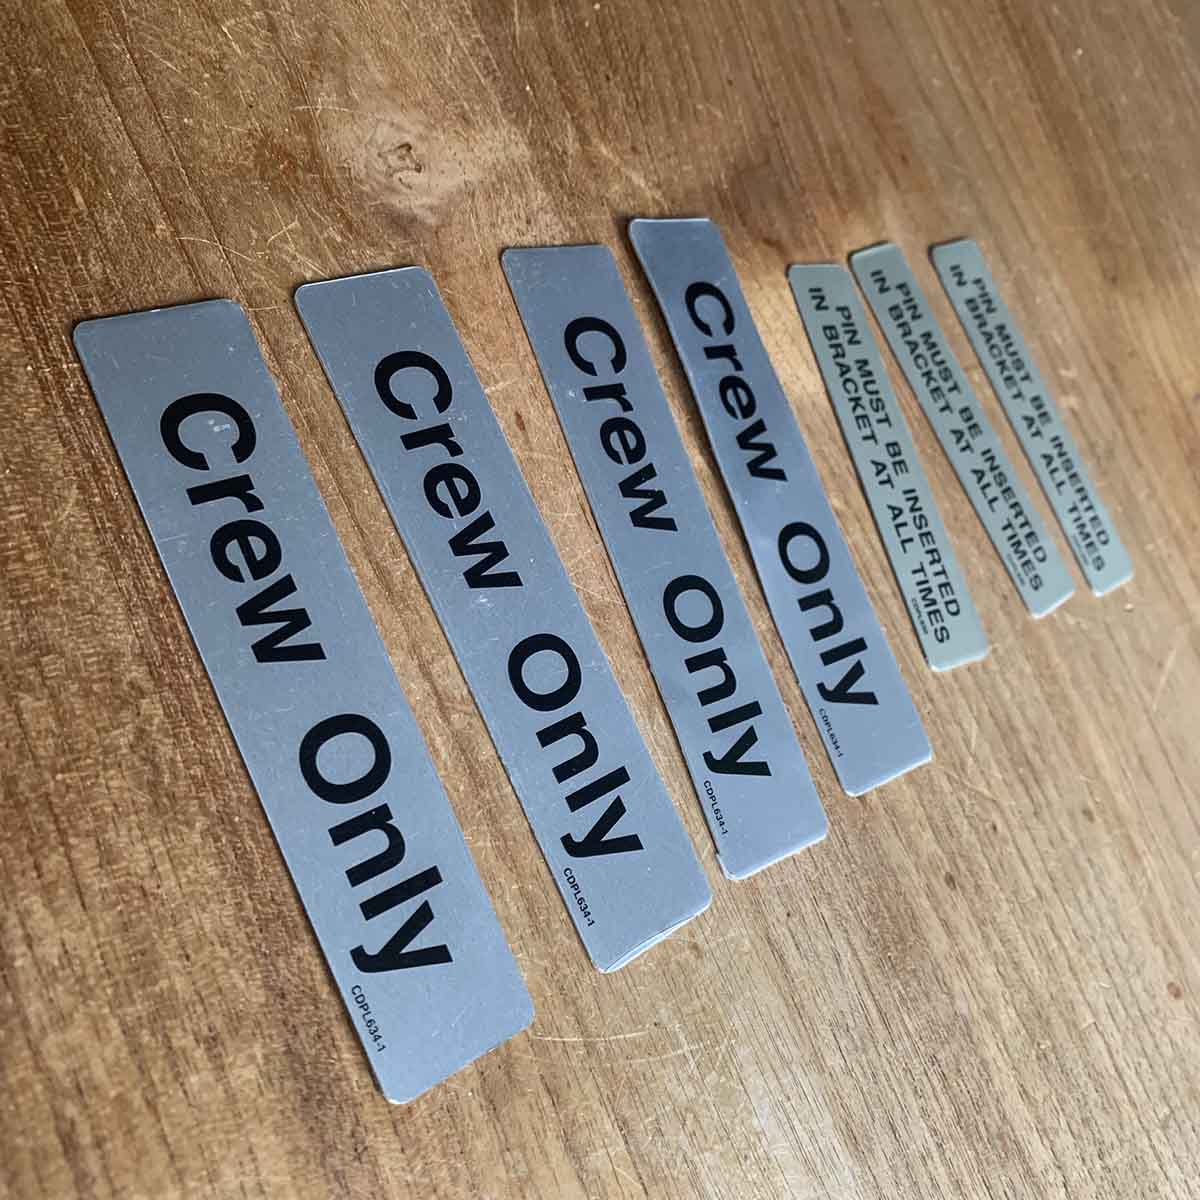 Crew Only
CDPL634-1
Crew Only
CDPL634-1
Crew Only
CDPL634-1
Crew Only
CDPL634-1
PIN MUST BE INSERTED
IN BRACKET AT ALL TIMES
PIN MUST BE INSERTED
IN BRACKET AT ALL TIMES
PIN MUST BE INSERTED
IN BRACKET AT ALL TIMES